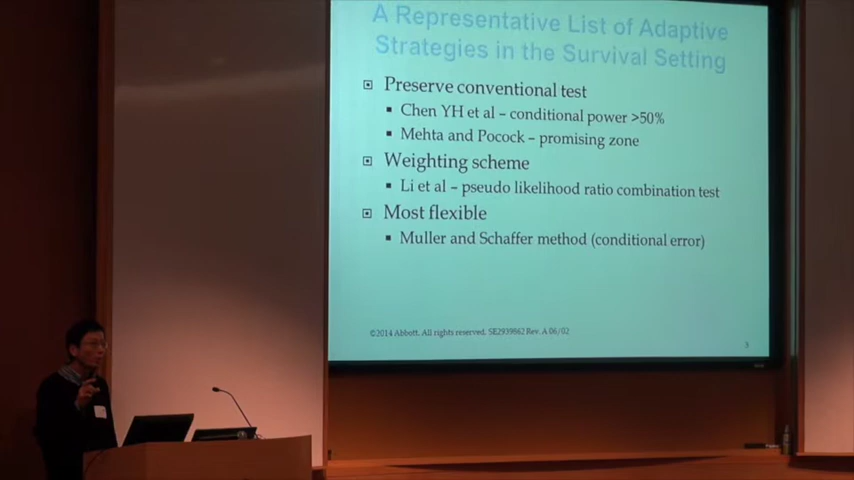 A Representative List of Adaptive
Strategies in the Survival Setting
Preserve conventional test
Chen YH et al – conditional power >50%
Mehta and Pocock – promising zone
Weighting scheme
Li et al – pseudo likelihood ratio combination test
Most flexible
Muller and Schaffer method (conditional error)
©2014 Abbott. All rights reserved. SE2939862 Rev. A 06/02
3